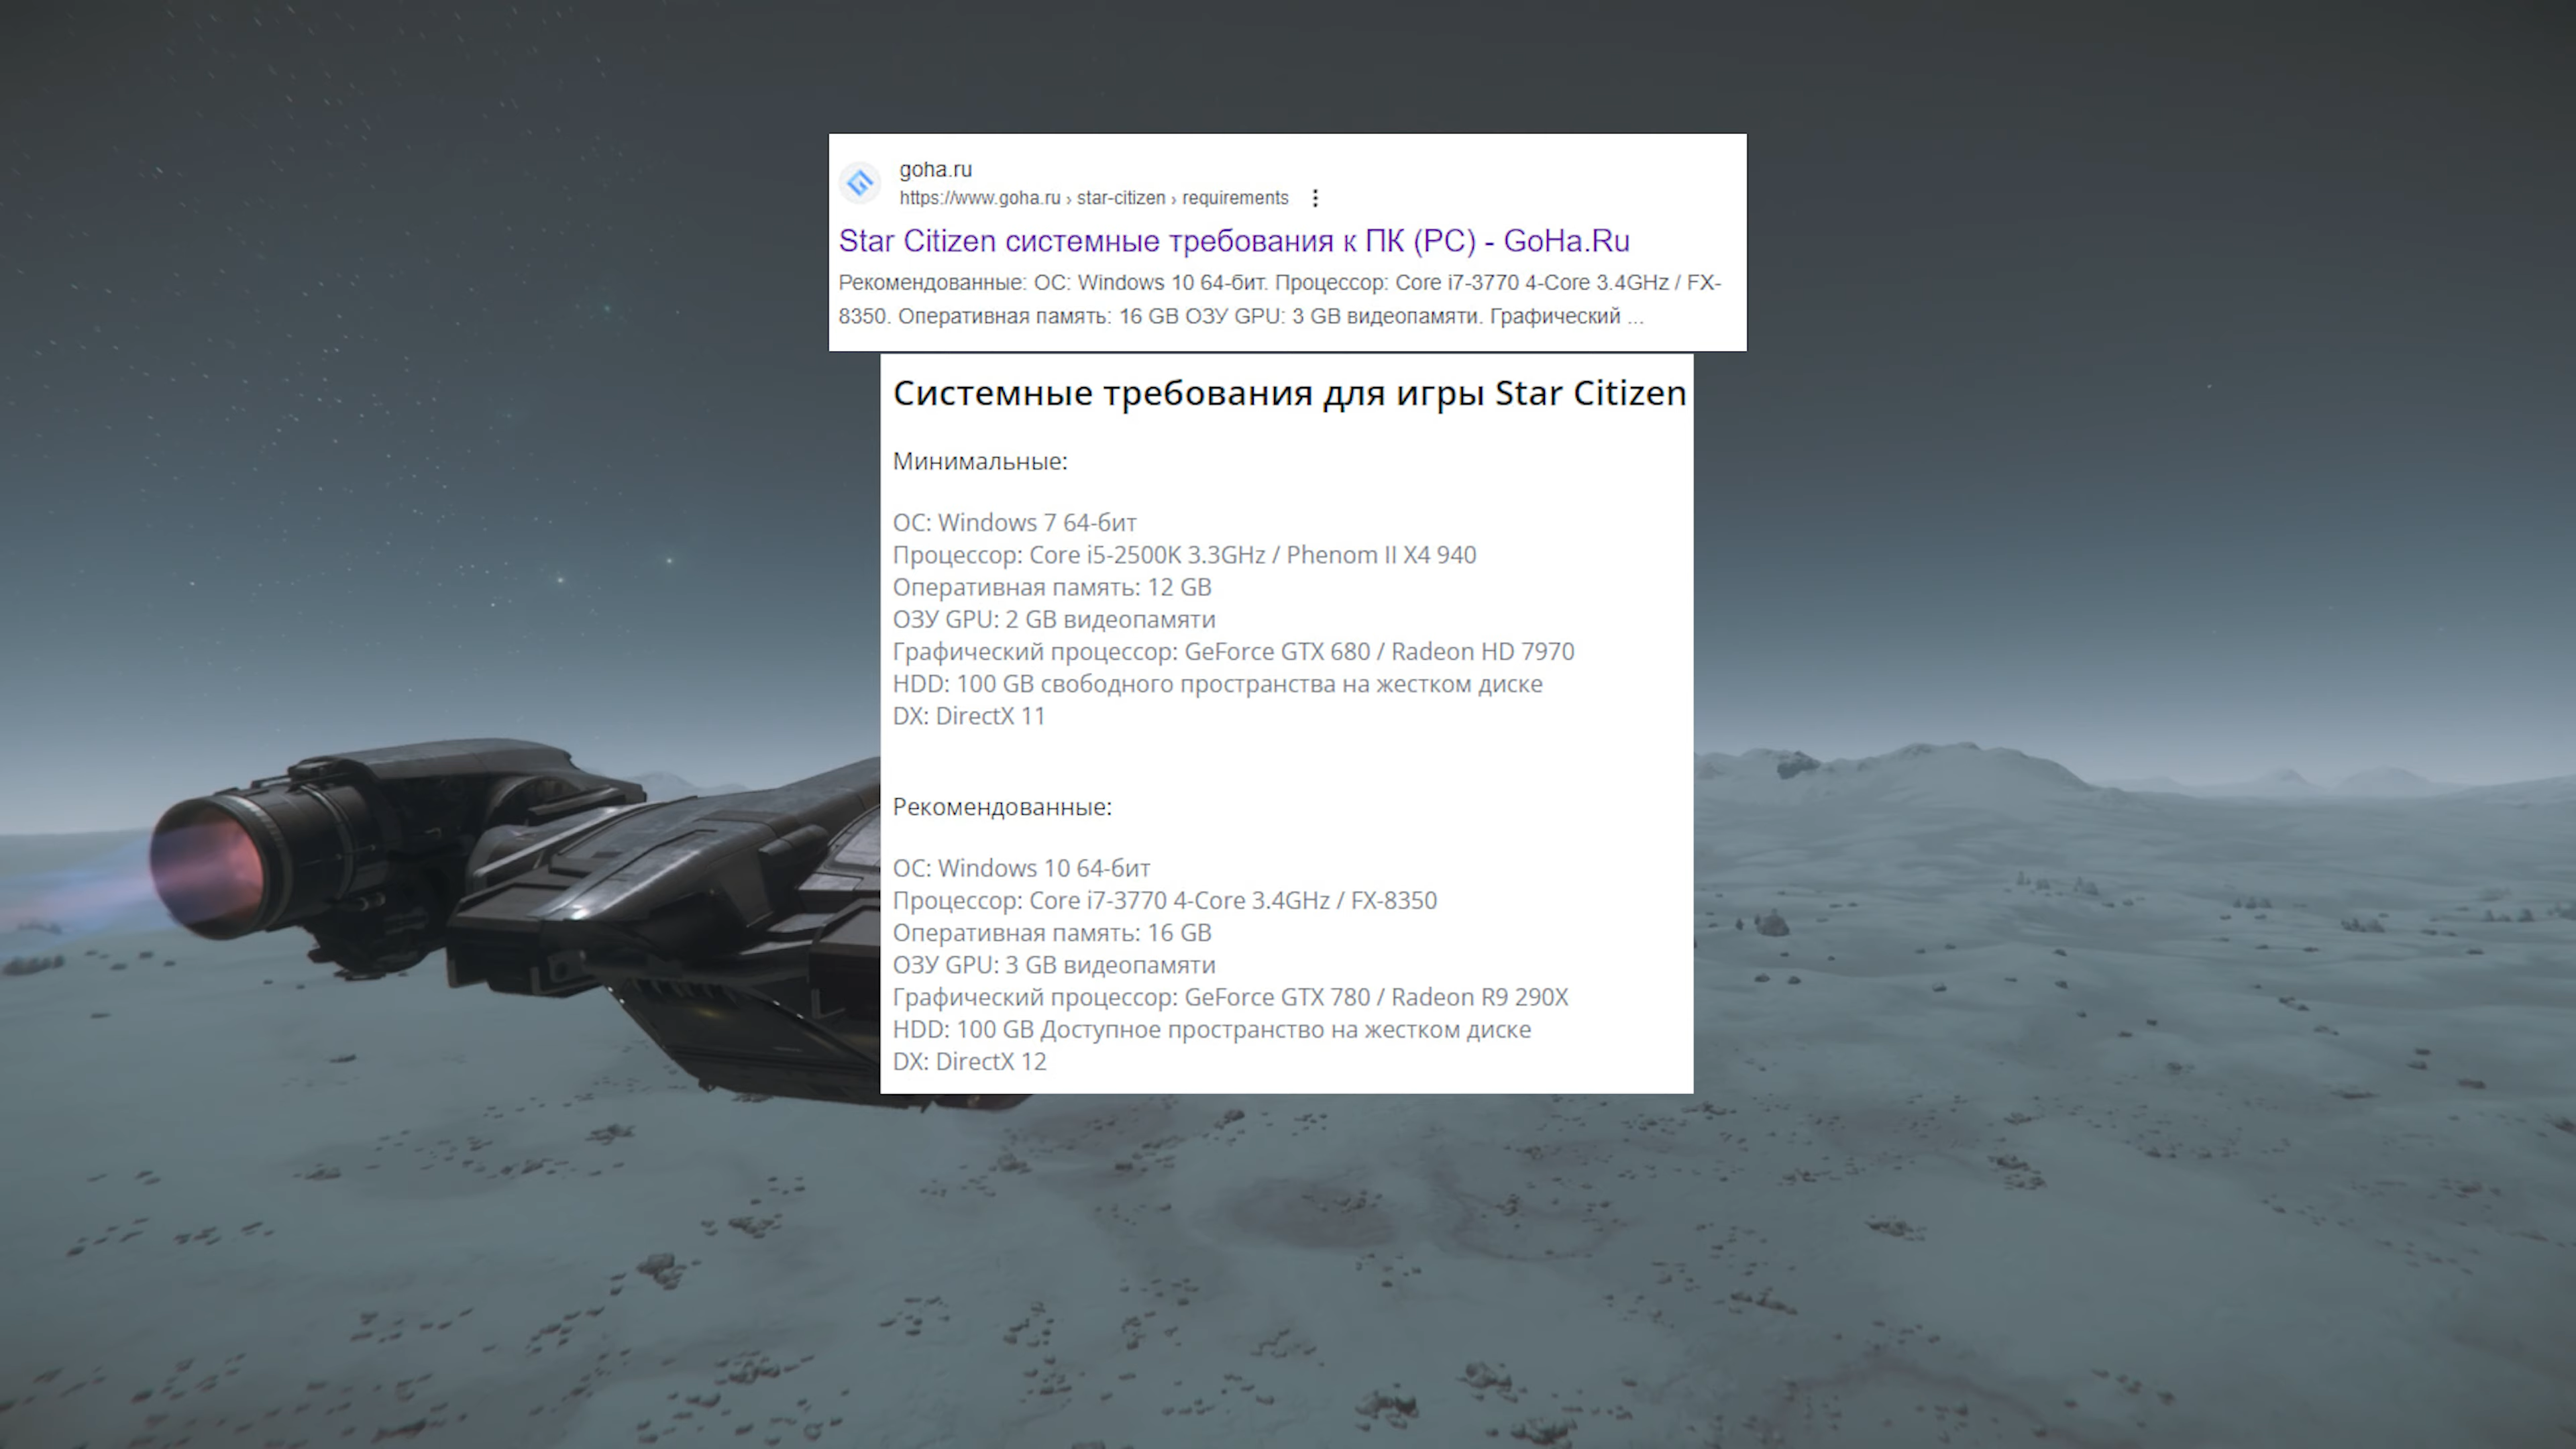 goha.ru
https://www.goha.ru › star-citizen › requirements
Star Citizen системные требования к ПК (PC) - GoHa.Ru
Рекомендованные: ОС: Windows 10 64-бит. Процессор: Core i7-3770 4-Core 3.4GHz / FX-
8350. Оперативная память: 16 GB ОЗУ GPU: 3 GB видеопамяти. Графический ...
Системные требования для игры Star Citizen
Минимальные:
ОС: Windows 7 64-бит
Процессор: Core i5-2500K 3.3GHz / Phenom II X4 940
Оперативная память: 12 GB
ОЗУ GPU: 2 GB видеопамяти
Графический процессор: GeForce GTX 680 / Radeon HD 7970
HDD: 100 GB свободного пространства на жестком диске
DX: DirectX 11
Рекомендованные:
ОС: Windows 10 64-бит
Процессор: Core i7-3770 4-Core 3.4GHz / FX-8350
Оперативная память: 16 GB
ОЗУ GPU: 3 GB видеопамяти
Графический процессор: GeForce GTX 780 / Radeon R9 290X
HDD: 100 GB Доступное пространство на жестком диске
DX: DirectX 12